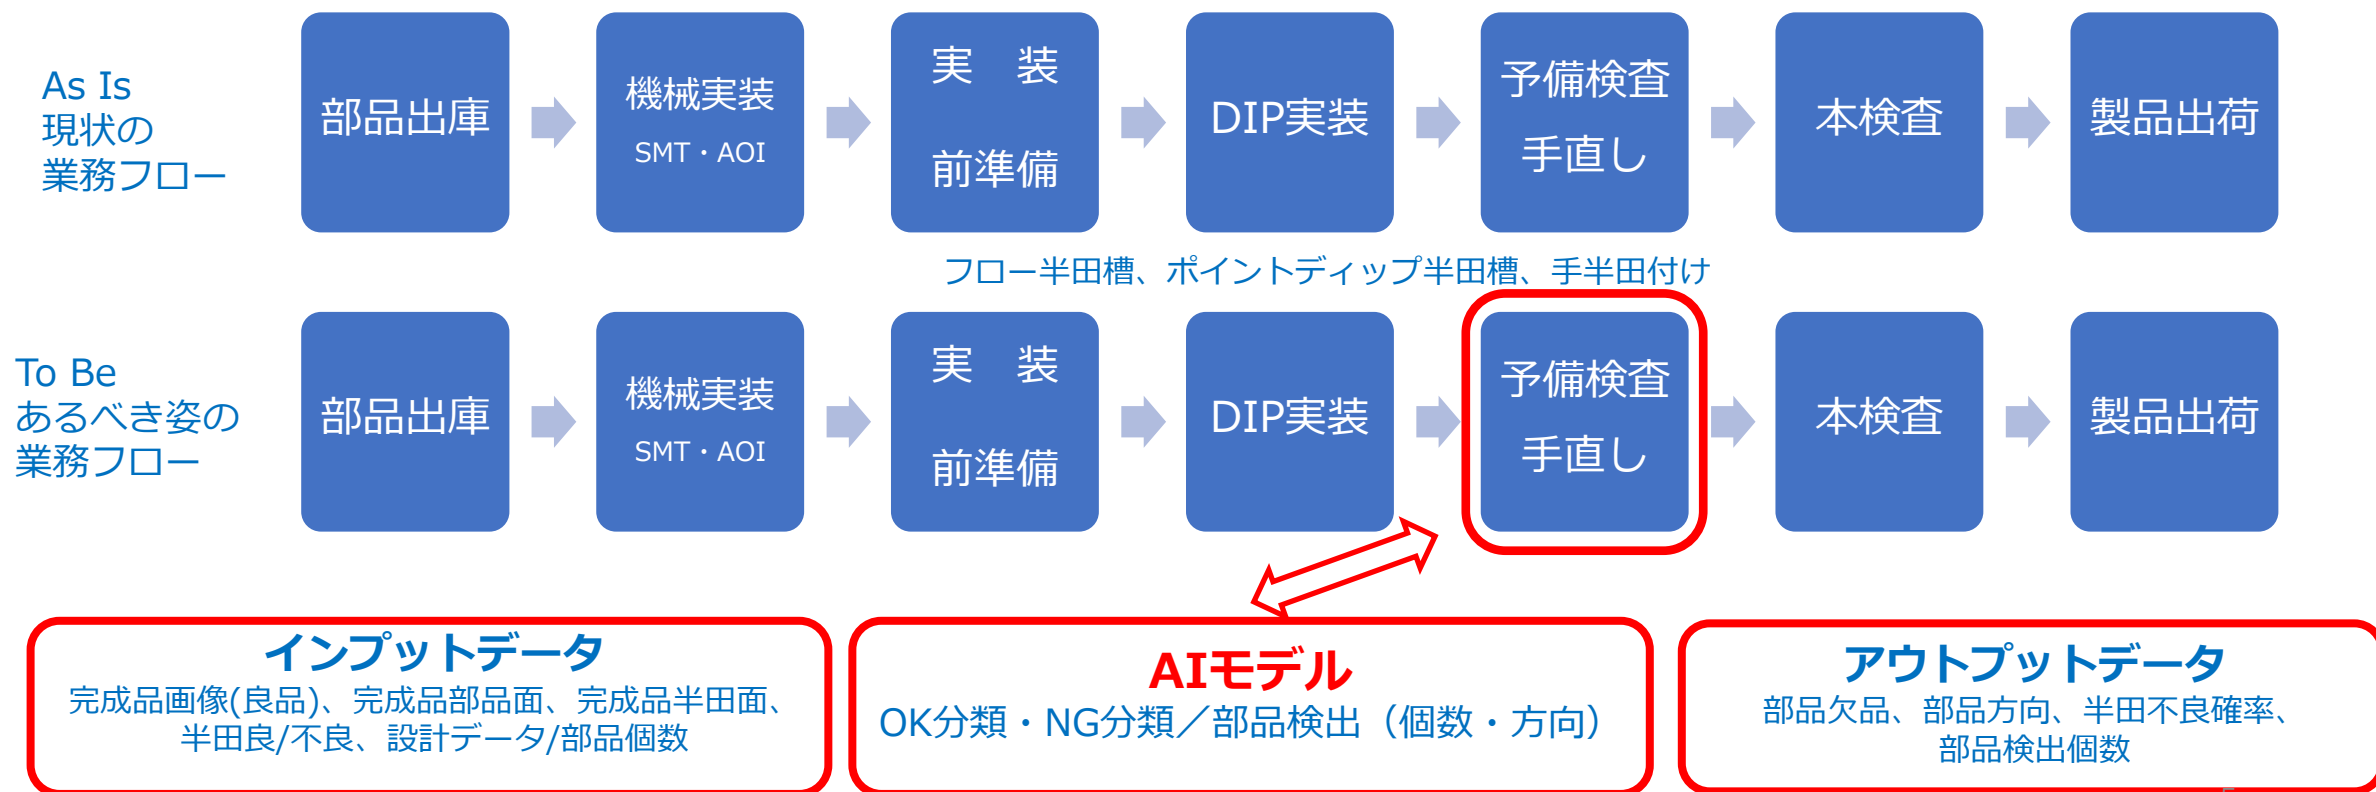 As Is
現状の
業務フロー
部品出庫
機械実装
SMT・AOI
実　装
前準備
DIP実装
予備検査
手直し
本検査
製品出荷
フロー半田槽、ポイントディップ半田槽、手半田付け
To Be
あるべき姿の
業務フロー
部品出庫
機械実装
SMT・AOI
実　装
前準備
DIP実装
予備検査
手直し
本検査
製品出荷
インプットデータ
完成品画像(良品)、完成品部品面、完成品半田面、
半田良/不良、設計データ/部品個数
AIモデル
OK分類・NG分類／部品検出（個数・方向）
アウトプットデータ
部品欠品、部品方向、半田不良確率、
部品検出個数